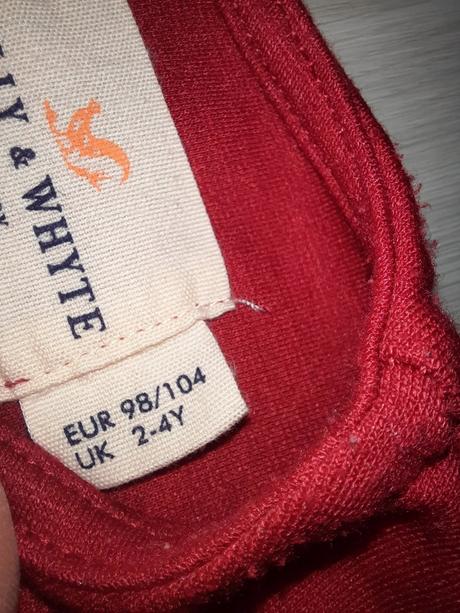 & WHYTE
EUR 98/104
UK 2-4Y